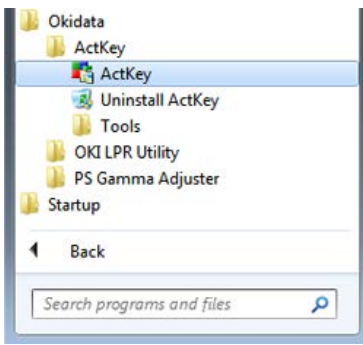 Okidata
ActKey
ActKey
Uninstall ActKey
Tools
OKI LPR Utility
PS Gamma Adjuster
Startup
Back
Search programs and files